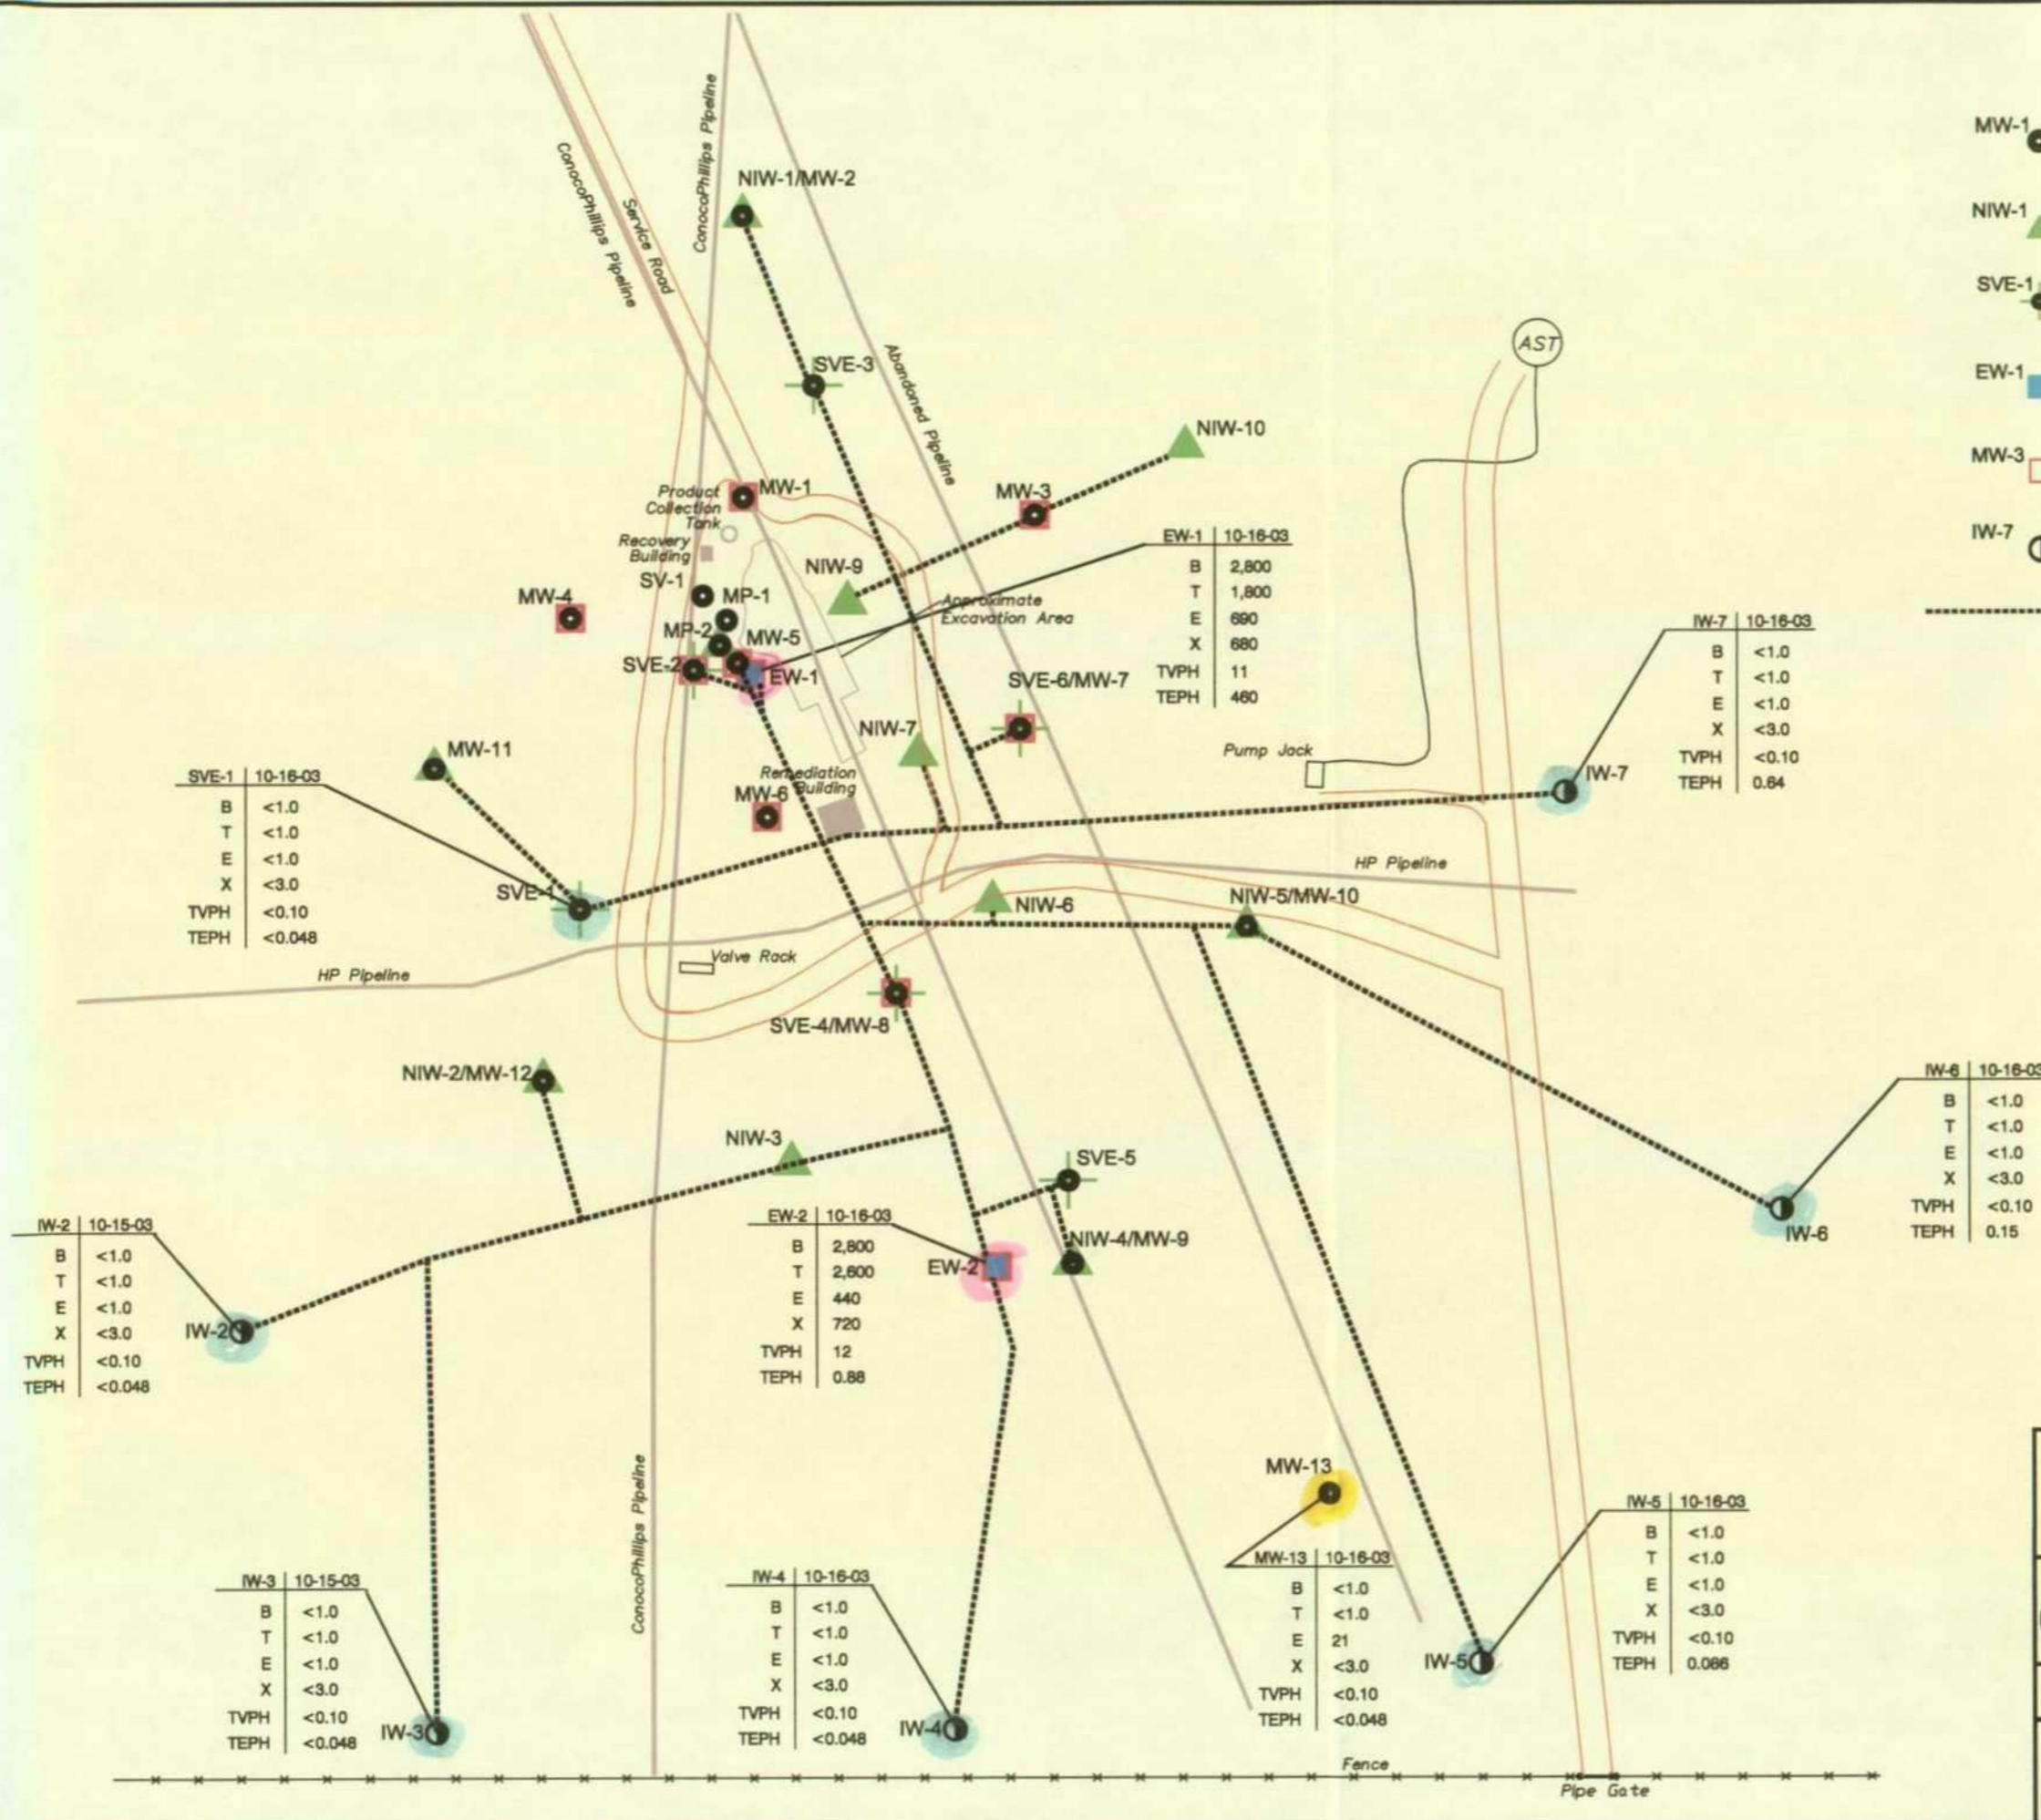 ConocoPhillips Pipeline
ConocoPhillips Pipeline
Service Road
NIW-1/MW-2
SVE-3
Abandoned Pipeline
AST
MW-1
NIW-1
SVE-1
EW-1
MW-3
IW-7
NIW-10
MW-3
MW-1
Product
Collection
Tank
Recovery
Building
SV-1
MP-1
MW-4
MP-2
MW-5
SVE-2
EW-1
NIW-9
Approximate
Excavation Area
EW-1 10-16-03
B 2,800
T 1,800
E 690
X 680
TVPH 11
TEPH 460
IW-7 10-16-03
B <1.0
T <1.0
E <1.0
X <3.0
TVPH <0.10
TEPH 0.64
SVE-6/MW-7
NIW-7
Pump Jack
IW-7
MW-11
Remediation
Building
MW-6
SVE-1 10-16-03
B <1.0
T <1.0
E <1.0
X <3.0
TVPH <0.10
TEPH <0.048
SVE-1
HP Pipeline
NIW-5/MW-10
NIW-6
Valve Rack
HP Pipeline
SVE-4/MW-8
NIW-2/MW-12
NIW-3
SVE-5
IW-6 10-16-03
B <1.0
T <1.0
E <1.0
X <3.0
TVPH <0.10
TEPH 0.15
IW-6
IW-2 10-15-03
B <1.0
T <1.0
E <1.0
X <3.0
TVPH <0.10
TEPH <0.048
IW-2
EW-2 10-16-03
B 2,800
T 2,600
E 440
X 720
TVPH 12
TEPH 0.88
EW-2
NIW-4/MW-9
ConocoPhillips Pipeline
MW-13
MW-13 10-16-03
B <1.0
T <1.0
E 21
X <3.0
TVPH <0.10
TEPH <0.048
IW-5 10-16-03
B <1.0
T <1.0
E <1.0
X <3.0
TVPH <0.10
TEPH 0.086
IW-5
IW-3 10-15-03
B <1.0
T <1.0
E <1.0
X <3.0
TVPH <0.10
TEPH <0.048
IW-3
IW-4 10-16-03
B <1.0
T <1.0
E <1.0
X <3.0
TVPH <0.10
TEPH <0.048
IW-4
Fence
Pipe Gate